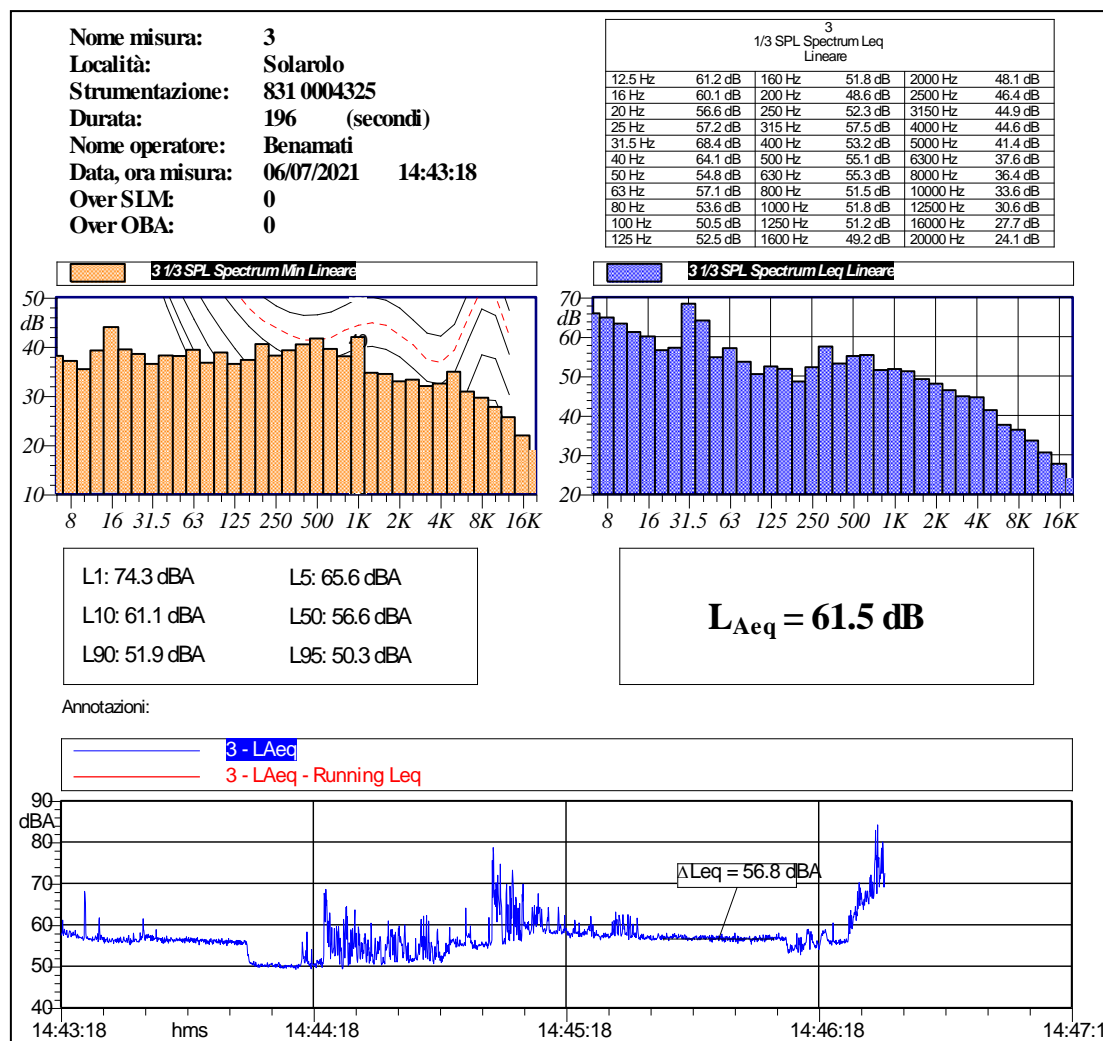 Nome misura: 3
Località: Solarolo
Strumentazione: 831 0004325
Durata: 196 (secondi)
Nome operatore: Benamati
Data, ora misura: 06/07/2021 14:43:18
Over SLM: 0
Over OBA: 0
3
1/3 SPL Spectrum Leq
Lineare
12.5 Hz 61.2 dB 160 Hz 51.8 dB 2000 Hz 48.1 dB
16 Hz 60.1 dB 200 Hz 48.6 dB 2500 Hz 46.4 dB
20 Hz 56.6 dB 250 Hz 52.3 dB 3150 Hz 44.9 dB
25 Hz 57.2 dB 315 Hz 57.5 dB 4000 Hz 44.6 dB
31.5 Hz 68.4 dB 400 Hz 53.2 dB 5000 Hz 41.4 dB
40 Hz 64.1 dB 500 Hz 55.1 dB 6300 Hz 37.6 dB
50 Hz 54.8 dB 630 Hz 55.3 dB 8000 Hz 36.4 dB
63 Hz 57.1 dB 800 Hz 51.5 dB 10000 Hz 33.6 dB
80 Hz 53.6 dB 1000 Hz 51.8 dB 12500 Hz 30.6 dB
100 Hz 50.5 dB 1250 Hz 51.2 dB 16000 Hz 27.7 dB
125 Hz 52.5 dB 1600 Hz 49.2 dB 20000 Hz 24.1 dB
3 1/3 SPL Spectrum Min Lineare
50
dB
40
30
20
10
8 16 31.5 63 125 250 500 1K 2K 4K 8K 16K
3 1/3 SPL Spectrum Leq Lineare
70
dB
60
50
40
30
20
8 16 31.5 63 125 250 500 1K 2K 4K 8K 16K
L1: 74.3 dBA L5: 65.6 dBA
L10: 61.1 dBA L50: 56.6 dBA
L90: 51.9 dBA L95: 50.3 dBA
LAeq = 61.5 dB
Annotazioni:
3 - LAeq
3 - LAeq - Running Leq
90
dBA
80
70
60
50
40
ΔLeq = 56.8 dBA
14:43:18 hms 14:44:18 14:45:18 14:46:18 14:47:1